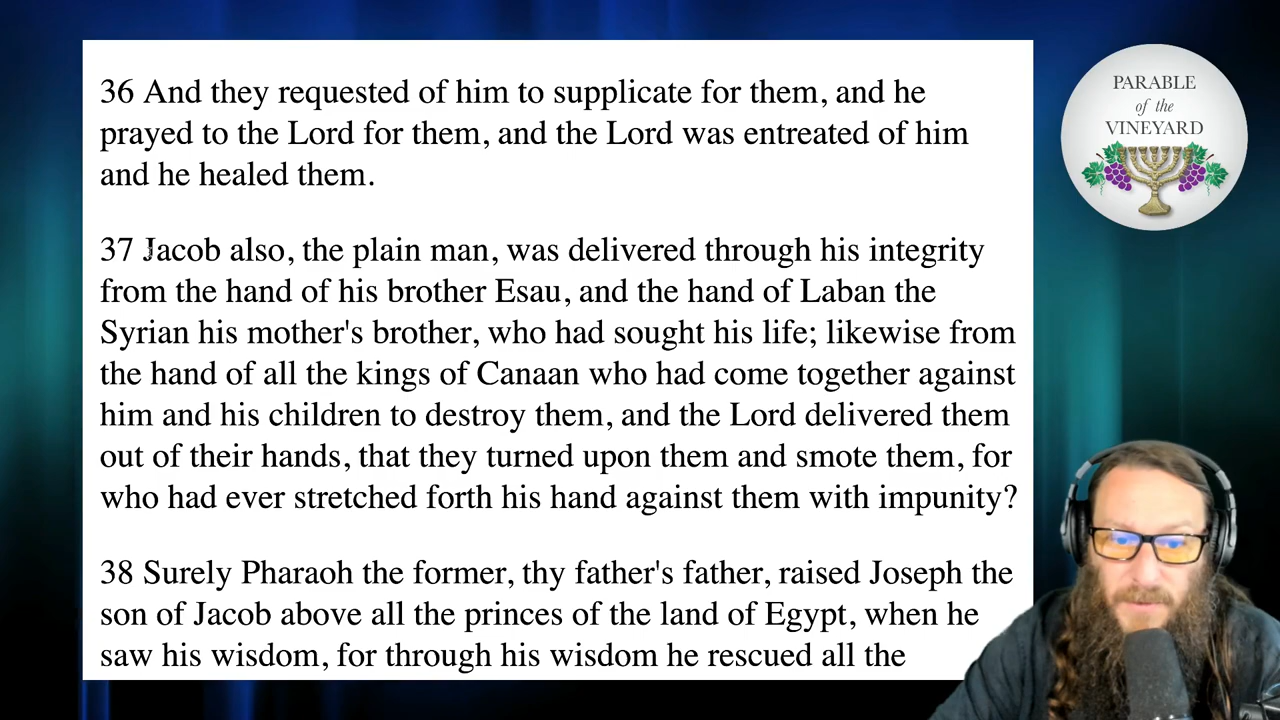 36 And they requested of him to supplicate for them, and he
prayed to the Lord for them, and the Lord was entreated of him
and he healed them.
37 Jacob also, the plain man, was delivered through his integrity
from the hand of his brother Esau, and the hand of Laban the
Syrian his mother's brother, who had sought his life; likewise from
the hand of all the kings of Canaan who had come together against
him and his children to destroy them, and the Lord delivered them
out of their hands, that they turned upon them and smote them, for
who had ever stretched forth his hand against them with impunity?
38 Surely Pharaoh the former, thy father's father, raised Joseph the
son of Jacob above all the princes of the land of Egypt, when he
saw his wisdom, for through his wisdom he rescued all the
PARABLE
of the
VINEYARD